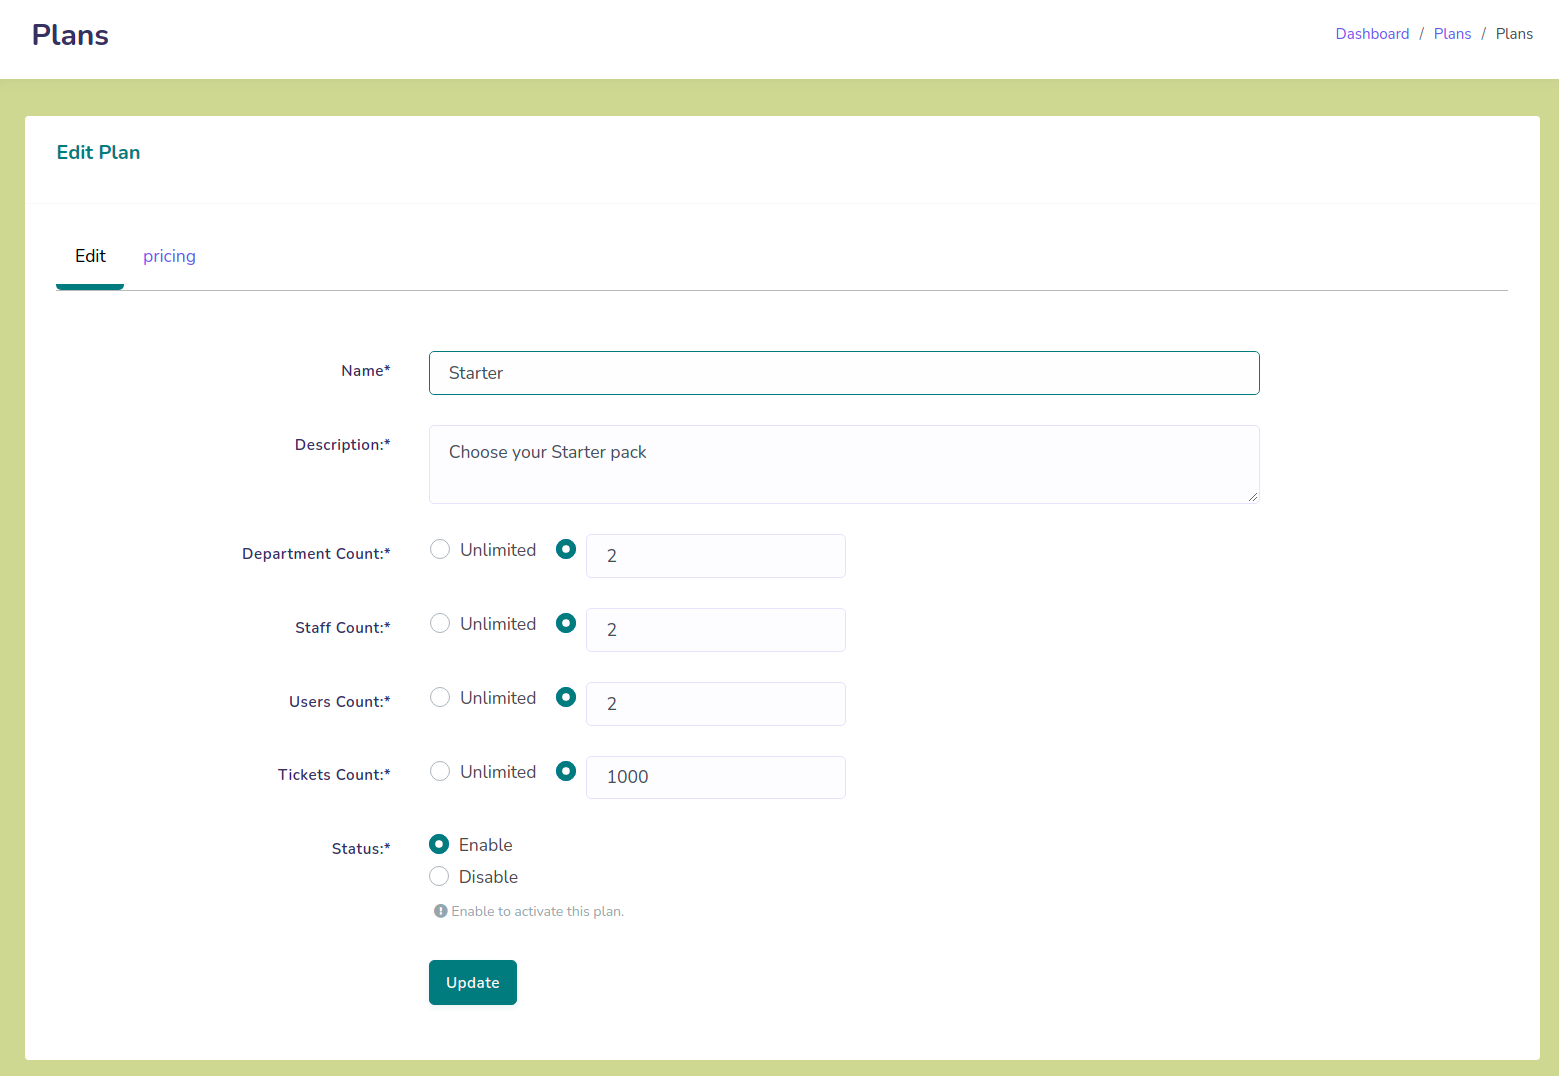 Plans
Dashboard / Plans / Plans
Edit Plan
Edit pricing
Name* Starter
Description:* Choose your Starter pack
Department Count:* Unlimited 2
Staff Count:* Unlimited 2
Users Count:* Unlimited 2
Tickets Count:* Unlimited 1000
Status:* Enable
Disable
Enable to activate this plan.
Update